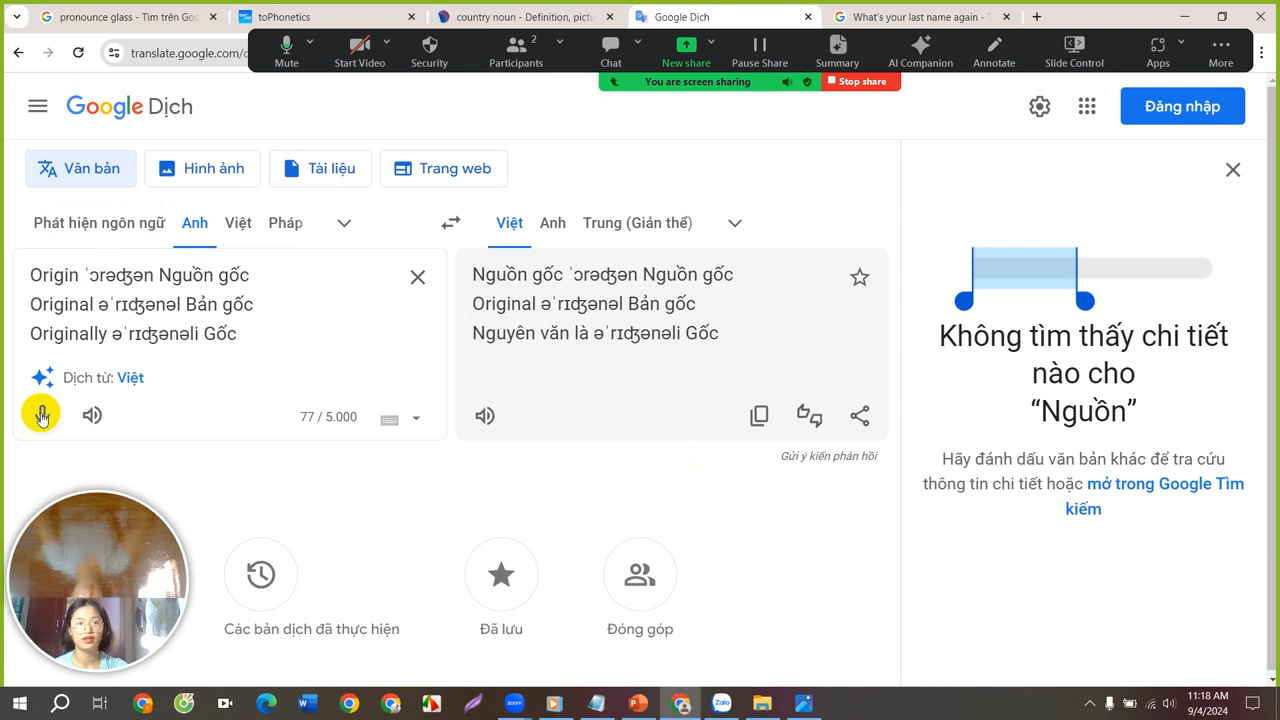 pronounce glass - Tìm trên Goo
toPhonetics
country noun - Definition, pictu
Google Dịch
What's your last name again - T
translate.google.com/
Mute
Start Video
Security
2
Participants
Chat
New share
Pause Share
Summary
AI Companion
Annotate
Slide Control
Apps
More
You are screen sharing
Stop share
Google Dịch
Đăng nhập
Văn bản
Hình ảnh
Tài liệu
Trang web
Phát hiện ngôn ngữ
Anh
Việt
Pháp
Việt
Anh
Trung (Giản thể)
Origin ˈɔrəʤən Nguồn gốc
Original əˈrɪʤənəl Bản gốc
Originally əˈrɪʤənəli Gốc
Dịch từ: Việt
77 / 5.000
Nguồn gốc ˈɔrəʤən Nguồn gốc
Original əˈrɪʤənəl Bản gốc
Nguyên văn là əˈrɪʤənəli Gốc
Gửi ý kiến phản hồi
Không tìm thấy chi tiết
nào cho
“Nguồn”
Hãy đánh dấu văn bản khác để tra cứu
thông tin chi tiết hoặc mở trong Google Tìm
kiếm
Các bản dịch đã thực hiện
Đã lưu
Đóng góp
11:18 AM
9/4/2024